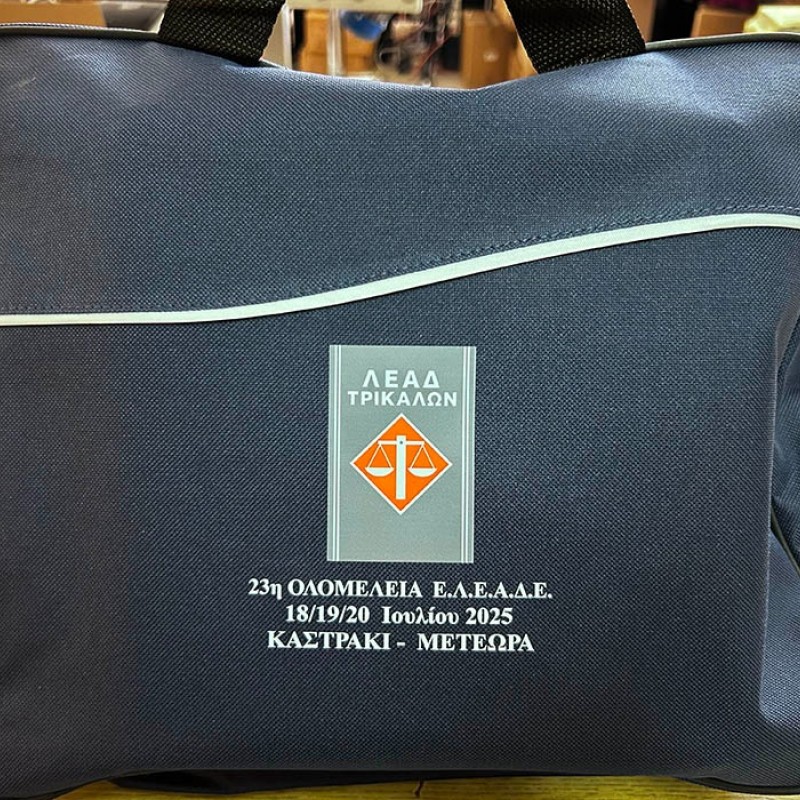 ΛΕΑΔ
ΤΡΙΚΑΛΩΝ
23η ΟΛΟΜΕΛΕΙΑ Ε.Λ.Ε.Α.Δ.Ε.
18/19/20 Ιουλίου 2025
ΚΑΣΤΡΑΚΙ - ΜΕΤΕΩΡΑ